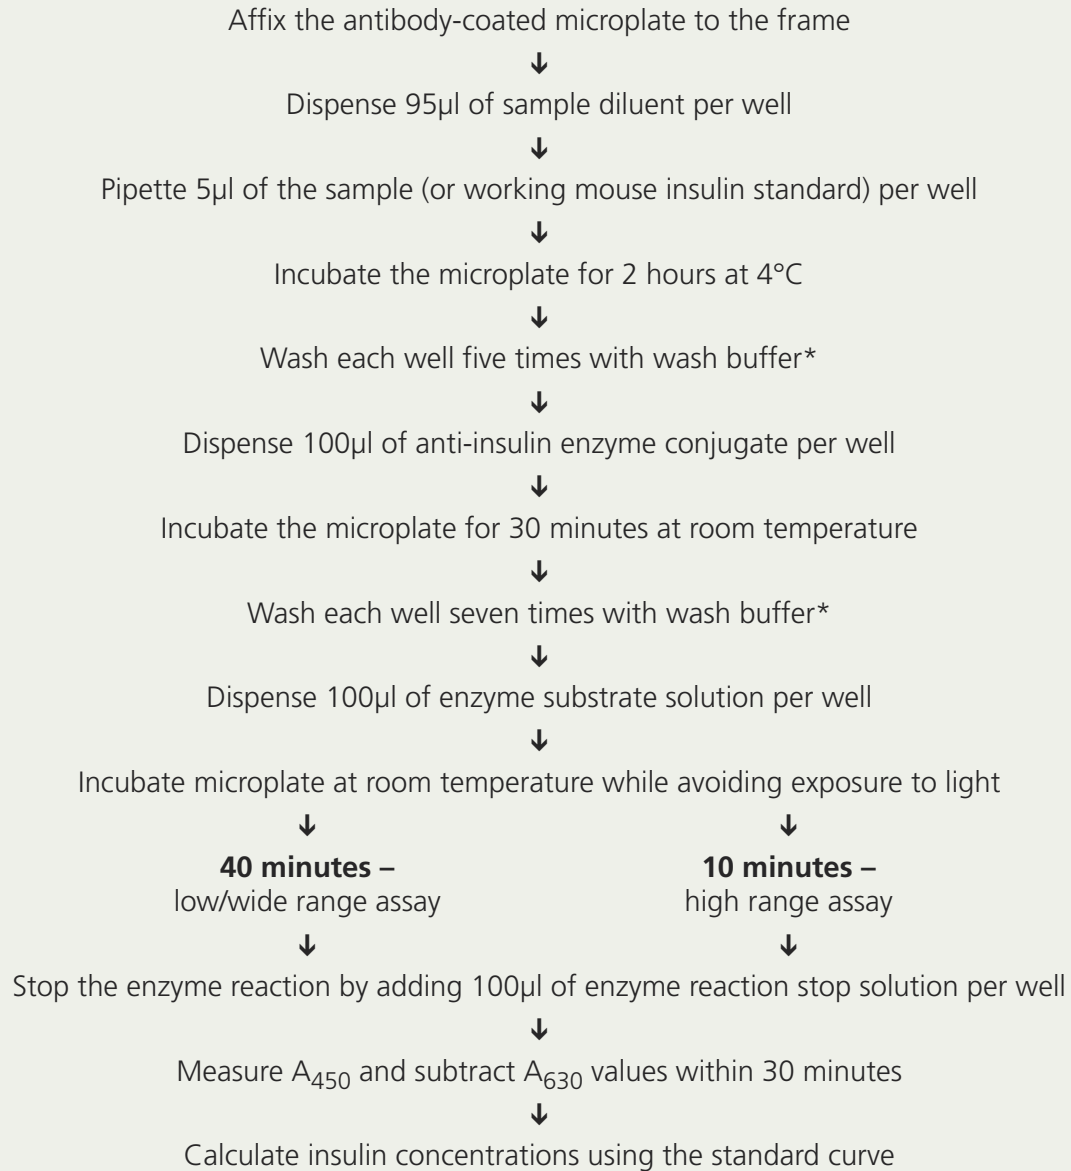 Affix the antibody-coated microplate to the frame
Dispense 95µl of sample diluent per well
Pipette 5µl of the sample (or working mouse insulin standard) per well
Incubate the microplate for 2 hours at 4°C
Wash each well five times with wash buffer*
Dispense 100µl of anti-insulin enzyme conjugate per well
Incubate the microplate for 30 minutes at room temperature
Wash each well seven times with wash buffer*
Dispense 100µl of enzyme substrate solution per well
Incubate microplate at room temperature while avoiding exposure to light
40 minutes –
low/wide range assay
10 minutes –
high range assay
Stop the enzyme reaction by adding 100µl of enzyme reaction stop solution per well
Measure A450 and subtract A630 values within 30 minutes
Calculate insulin concentrations using the standard curve